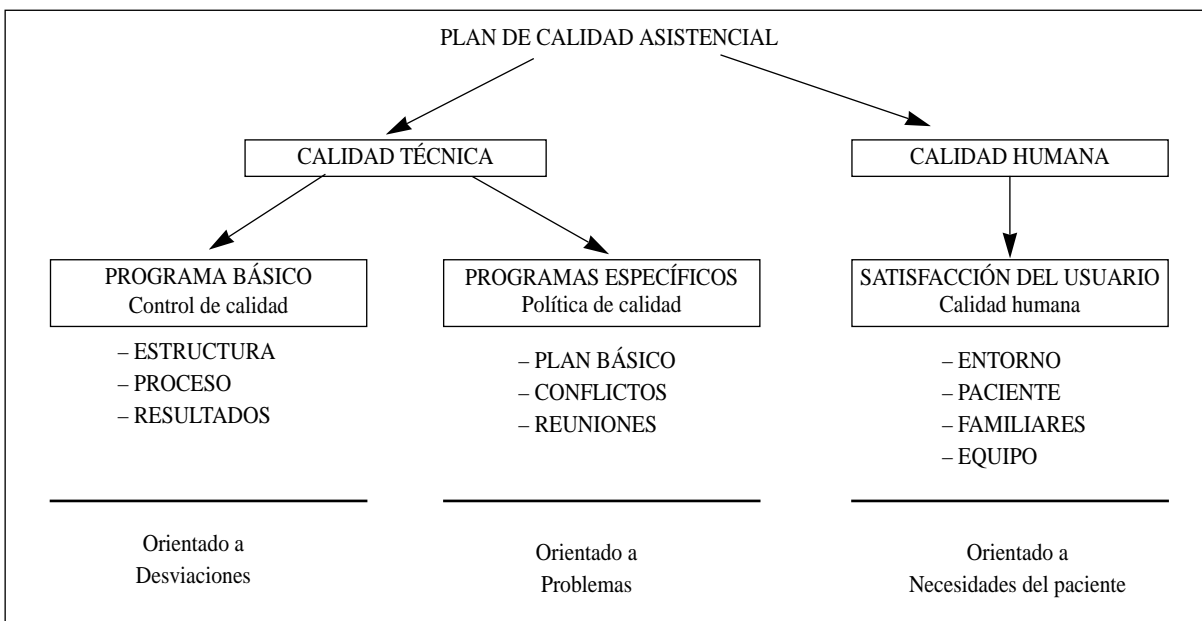 PLAN DE CALIDAD ASISTENCIAL
CALIDAD TÉCNICA
CALIDAD HUMANA
PROGRAMA BÁSICO
Control de calidad
– ESTRUCTURA
– PROCESO
– RESULTADOS
Orientado a
Desviaciones
PROGRAMAS ESPECÍFICOS
Política de calidad
– PLAN BÁSICO
– CONFLICTOS
– REUNIONES
Orientado a
Problemas
SATISFACCIÓN DEL USUARIO
Calidad humana
– ENTORNO
– PACIENTE
– FAMILIARES
– EQUIPO
Orientado a
Necesidades del paciente